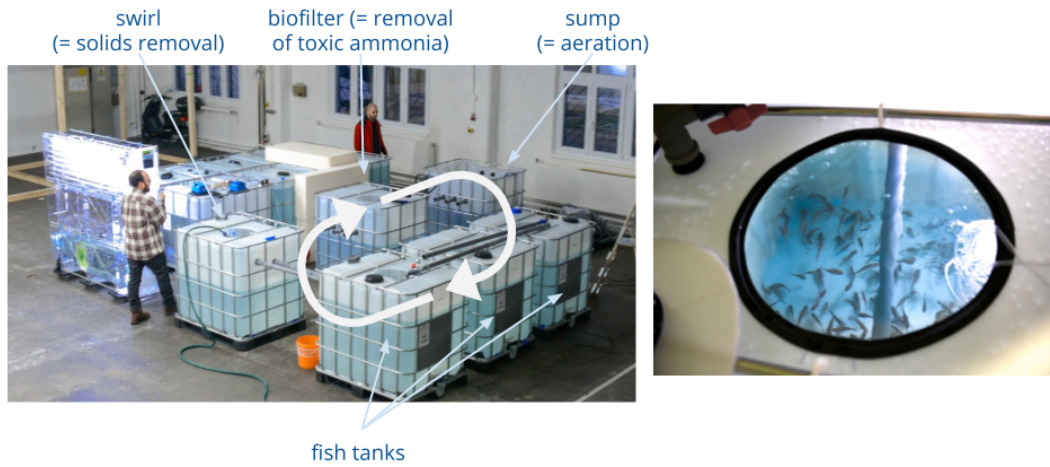 swirl
(= solids removal)
biofilter (= removal
of toxic ammonia)
sump
(= aeration)
fish tanks